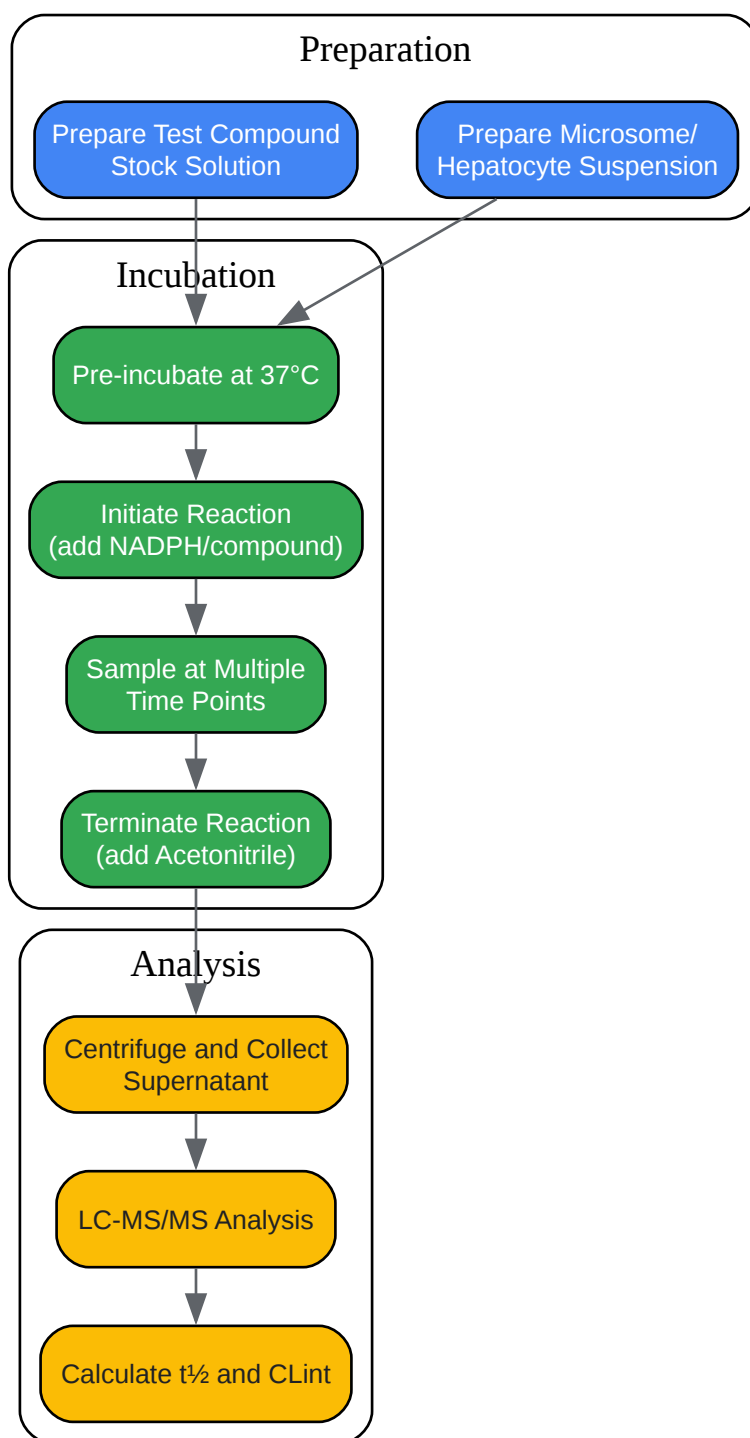 Preparation
Prepare Test Compound
Stock Solution
Prepare Microsome/
Hepatocyte Suspension
Incubation
Pre-incubate at 37°C
Initiate Reaction
(add NADPH/compound)
Sample at Multiple
Time Points
Terminate Reaction
(add Acetonitrile)
Analysis
Centrifuge and Collect
Supernatant
LC-MS/MS Analysis
Calculate t½ and CLint